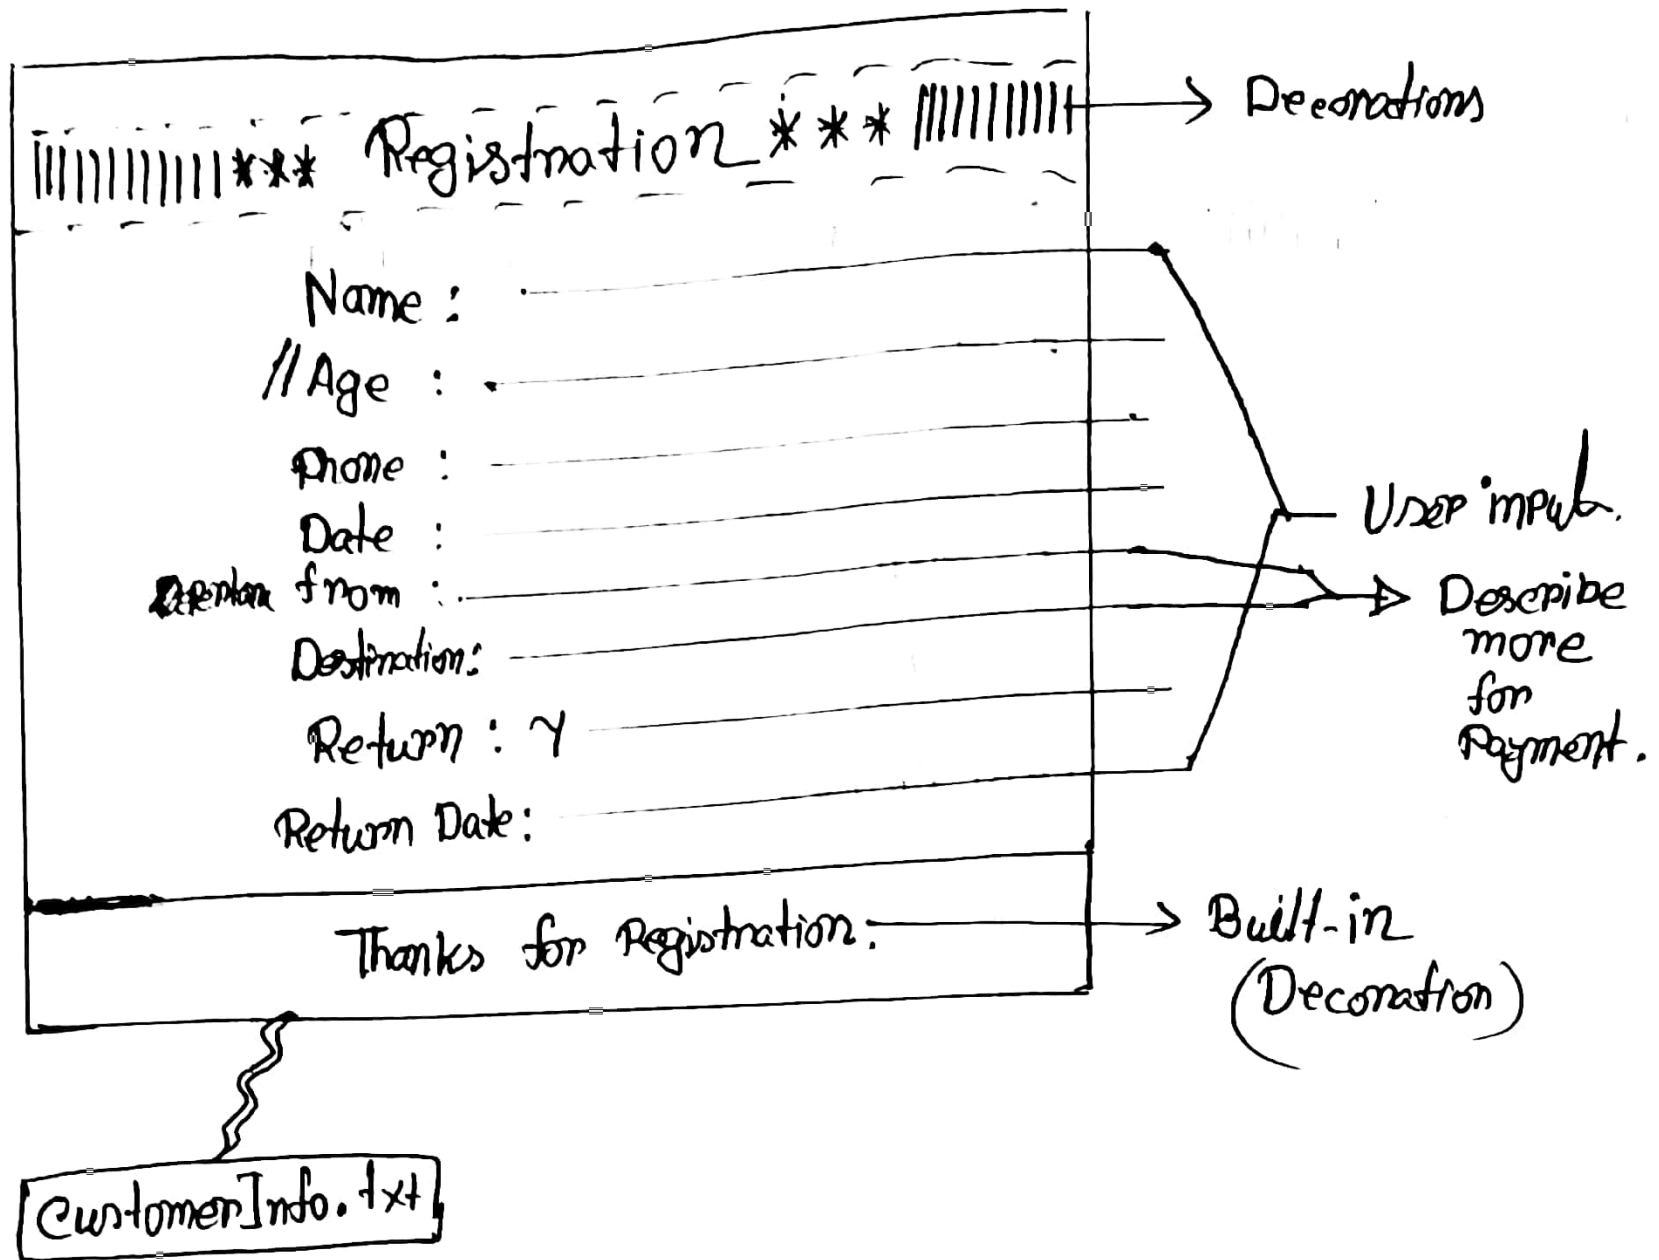 ||||||||||||*** Registration *** ||||||||||
Decorations
Name :
//Age :
Phone :
Date :
from :
Destination:
Return : Y
Return Date:
User input.
Describe
more
for
Payment.
Thanks for Registration.
Built-in
(Decoration)
CustomerInfo.txt